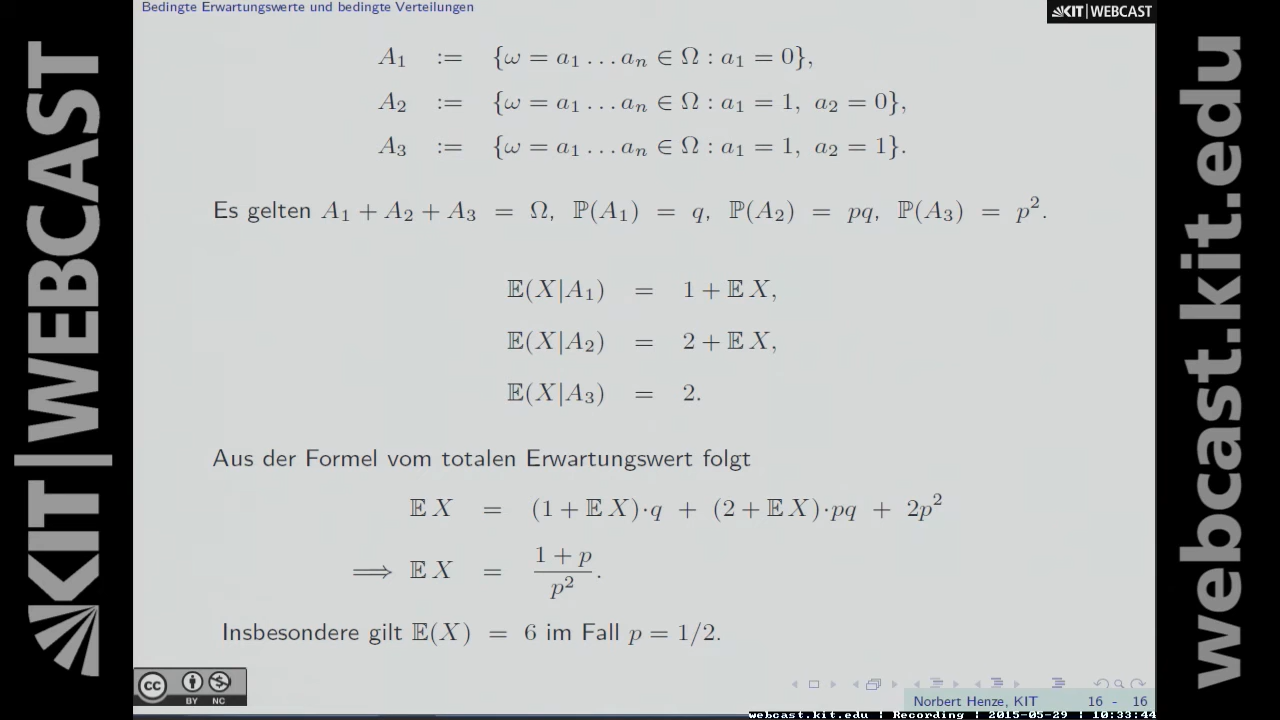 Bedingte Erwartungswerte und bedingte Verteilungen
KIT|WEBCAST
A₁ := {ω = a₁ … aₙ ∈ Ω : a₁ = 0},
A₂ := {ω = a₁ … aₙ ∈ Ω : a₁ = 1, a₂ = 0},
A₃ := {ω = a₁ … aₙ ∈ Ω : a₁ = 1, a₂ = 1}.
Es gelten A₁ + A₂ + A₃ = Ω, ℙ(A₁) = q, ℙ(A₂) = pq, ℙ(A₃) = p².
𝔼(X|A₁) = 1 + 𝔼 X,
𝔼(X|A₂) = 2 + 𝔼 X,
𝔼(X|A₃) = 2.
Aus der Formel vom totalen Erwartungswert folgt
𝔼 X = (1 + 𝔼 X)·q + (2 + 𝔼 X)·pq + 2p²
⟹ 𝔼 X = (1 + p)/p².
Insbesondere gilt 𝔼(X) = 6 im Fall p = 1/2.
cc BY NC
Norbert Henze, KIT 16 - 16
webcast.kit.edu | Recording | 2015-05-29 | 10:33:44
KIT|WEBCAST
webcast.kit.edu